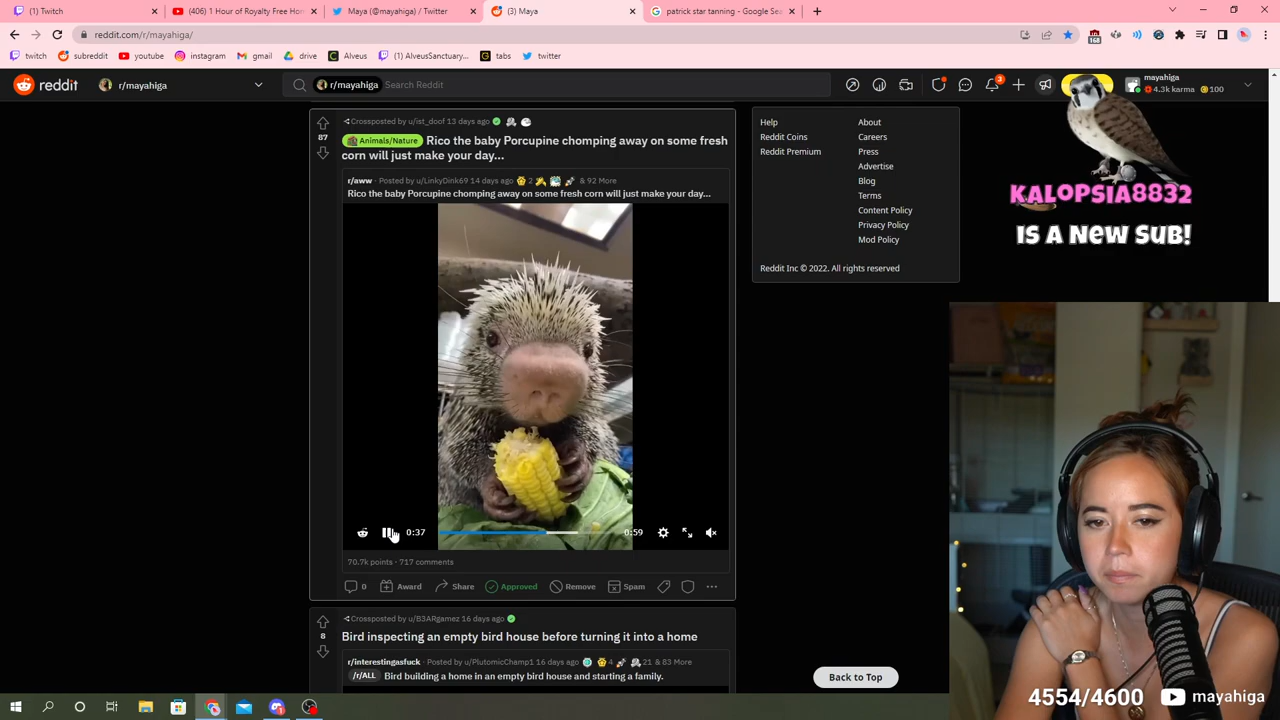 (1) Twitch
(406) 1 Hour of Royalty Free Hom
Maya (@mayahiga) / Twitter
(3) Maya
patrick star tanning - Google Sea
reddit.com/r/mayahiga/
168
twitch
subreddit
youtube
instagram
gmail
drive
Alveus
(1) AlveusSanctuary...
tabs
twitter
reddit
r/mayahiga
r/mayahiga
Search Reddit
3
mayahiga
4.3k karma
100
Crossposted by u/ist_doof 13 days ago
87
Animals/Nature Rico the baby Porcupine chomping away on some fresh
corn will just make your day...
r/aww · Posted by u/LinkyDink69 14 days ago 2 & 92 More
Rico the baby Porcupine chomping away on some fresh corn will just make your day...
0:37
0:59
70.7k points · 717 comments
0
Award
Share
Approved
Remove
Spam
Crossposted by u/B3ARgamez 16 days ago
8
Bird inspecting an empty bird house before turning it into a home
r/interestingasfuck · Posted by u/PlutomicChamp1 16 days ago 4 21 & 83 More
/r/ALL Bird building a home in an empty bird house and starting a family.
Help
Reddit Coins
Reddit Premium
About
Careers
Press
Advertise
Blog
Terms
Content Policy
Privacy Policy
Mod Policy
Reddit Inc © 2022. All rights reserved
Back to Top
KALOPSIA8832
IS A NEW SUB!
4554/4600
mayahiga